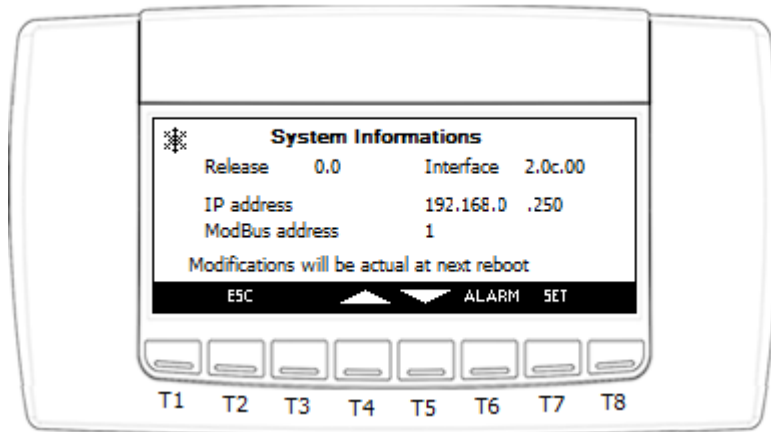 System Informations
Release 0.0 Interface 2.0c.00
IP address 192.168.0 .250
ModBus address 1
Modifications will be actual at next reboot
ESC ALARM SET
T1 T2 T3 T4 T5 T6 T7 T8